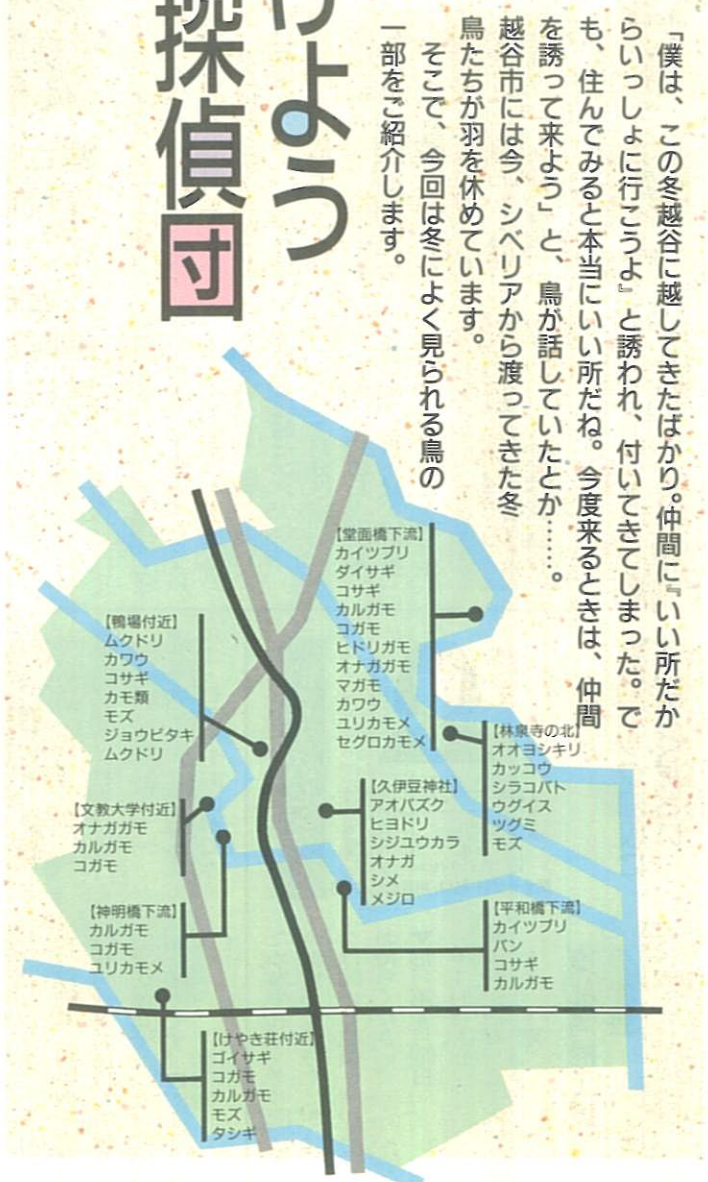 「僕は、この冬越谷に越してきたばかり。仲間に『いい所だか
らいっしょに行こうよ』と誘われ、付いてきてしまった。で
も、住んでみると本当にいい所だね。今度来るときは、仲間
を誘って来よう」と、鳥が話していたとか……。
越谷市には今、シベリアから渡ってきた冬
鳥たちが羽を休めています。
そこで、今回は冬によく見られる鳥の
一部をご紹介します。
けよう
探偵団
【堂面橋下流】
カイツブリ
ダイサギ
コサギ
カルガモ
コガモ
ヒドリガモ
オナガガモ
マガモ
カワウ
ユリカモメ
セグロカモメ
【鴨場付近】
ムクドリ
カワウ
コサギ
カモ類
モズ
ジョウビタキ
ムクドリ
【林泉寺の北】
オオヨシキリ
カッコウ
シラコバト
ウグイス
ツグミ
モズ
【久伊豆神社】
アオバズク
ヒヨドリ
シジュウカラ
オナガ
シメ
メジロ
【文教大学付近】
オナガガモ
カルガモ
コガモ
【神明橋下流】
カルガモ
コガモ
ユリカモメ
【平和橋下流】
カイツブリ
バン
コサギ
カルガモ
【けやき荘付近】
ゴイサギ
コガモ
カルガモ
モズ
タシギ